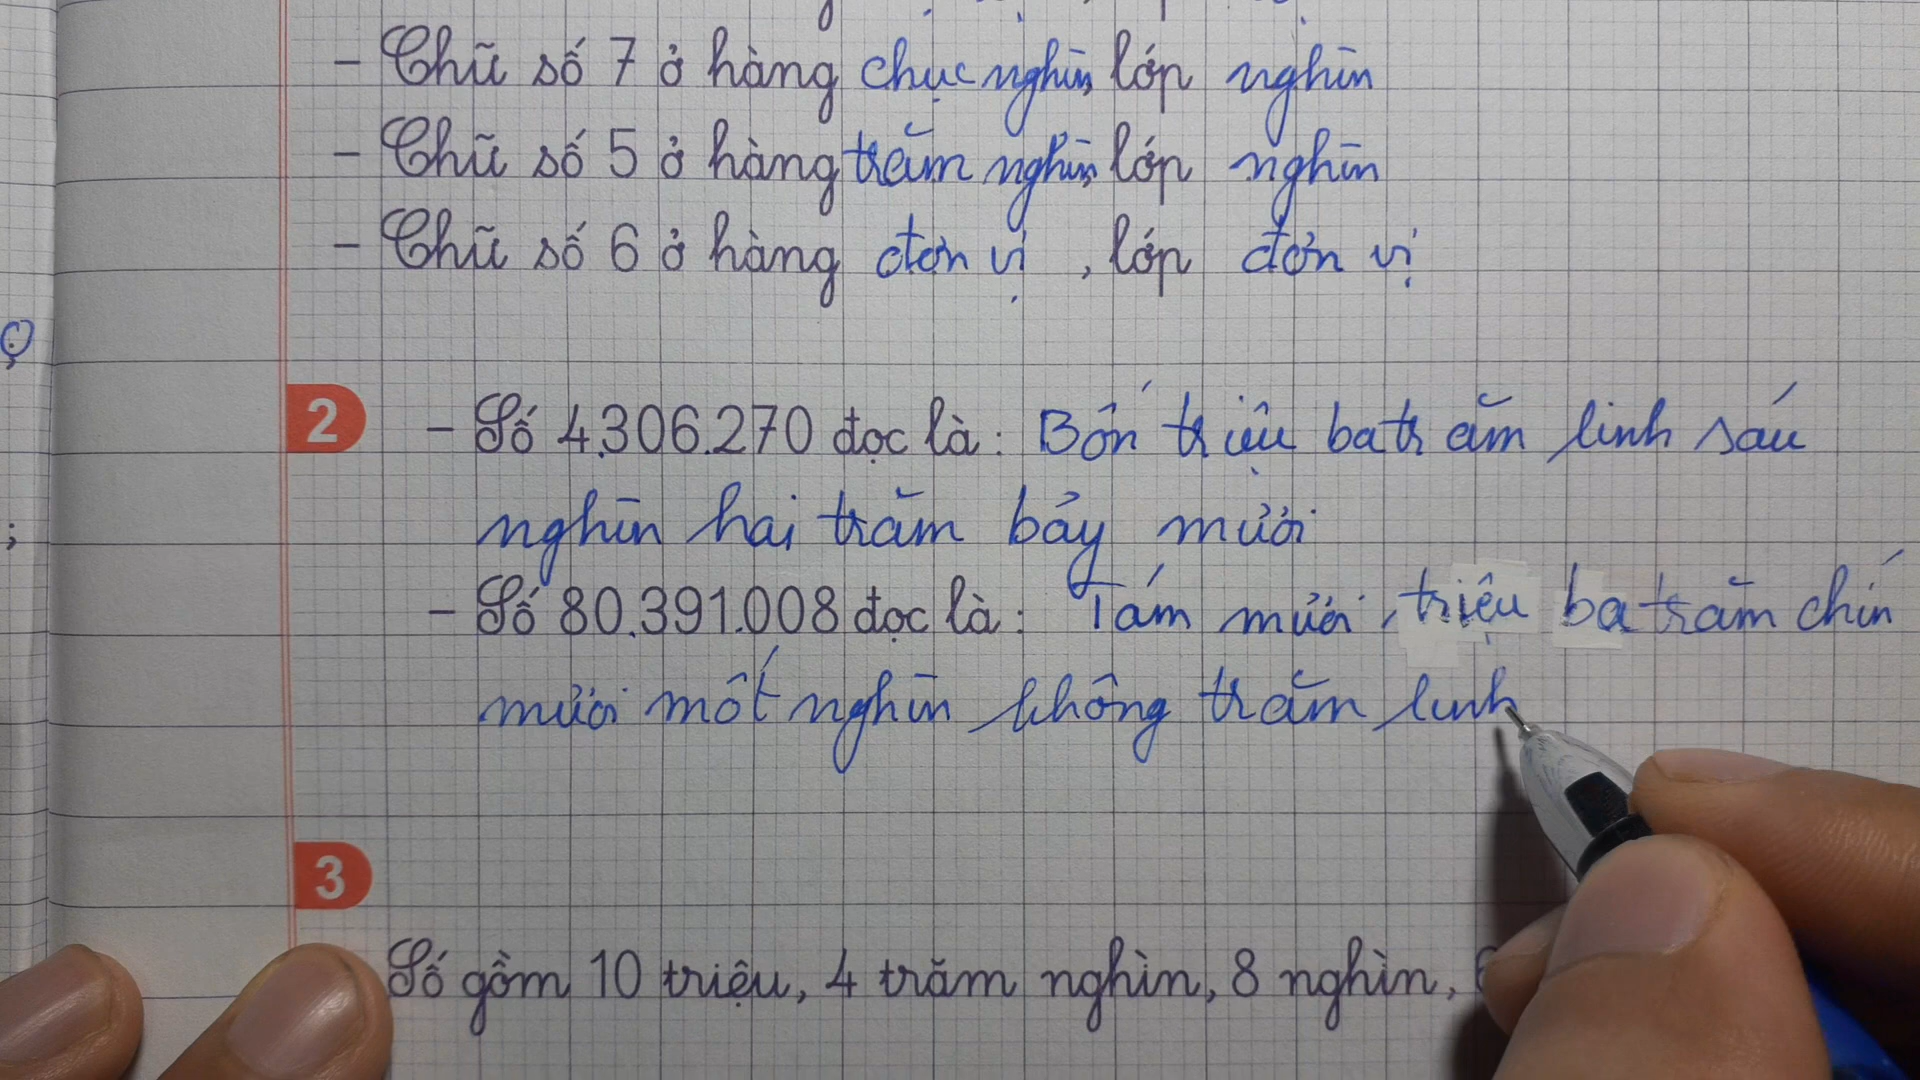 - Chữ số 7 ở hàng chục nghìn, lớp nghìn
- Chữ số 5 ở hàng trăm nghìn, lớp nghìn
- Chữ số 6 ở hàng đơn vị, lớp đơn vị
2
- Số 4.306.270 đọc là: Bốn triệu ba trăm linh sáu
nghìn hai trăm bảy mươi
- Số 80.391.008 đọc là: Tám mươi triệu ba trăm chín
mươi mốt nghìn không trăm linh
3
Số gồm 10 triệu, 4 trăm nghìn, 8 nghìn,